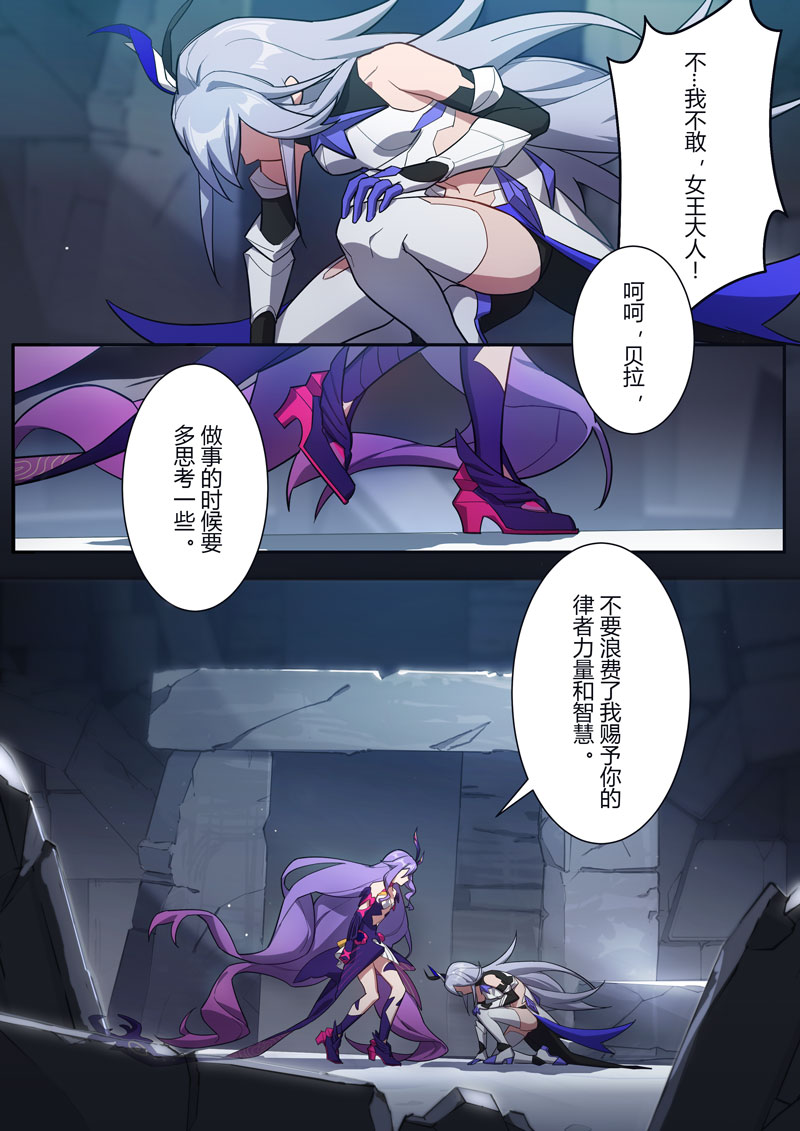 不…我不敢，女王大人！
呵呵，贝拉，
做事的时候要
多思考一些。
不要浪费了我赐予你的
律者力量和智慧。